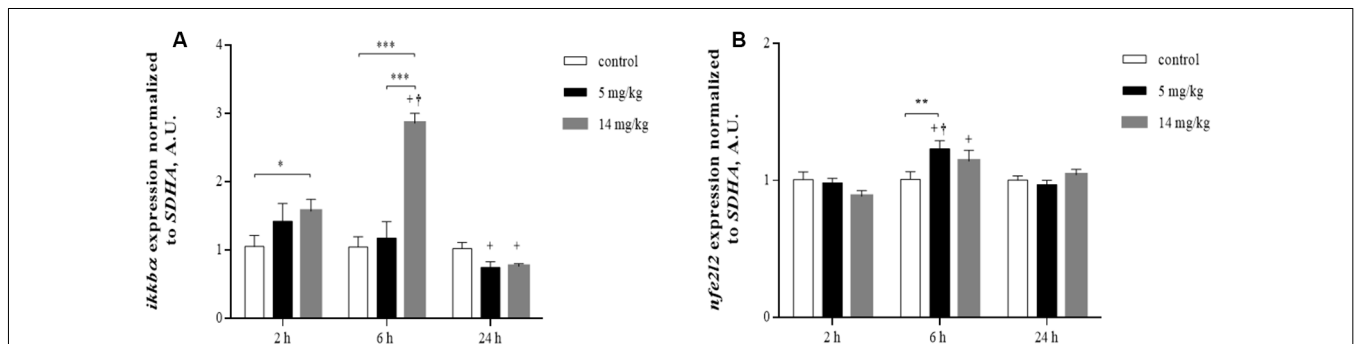 A
ikkbα expression normalized
to SDHA, A.U.
4
3
2
1
0
*
***
***
+†
+
+
2 h
6 h
24 h
control
5 mg/kg
14 mg/kg
B
nfe2l2 expression normalized
to SDHA, A.U.
2
1
0
**
+†
+
2 h
6 h
24 h
control
5 mg/kg
14 mg/kg